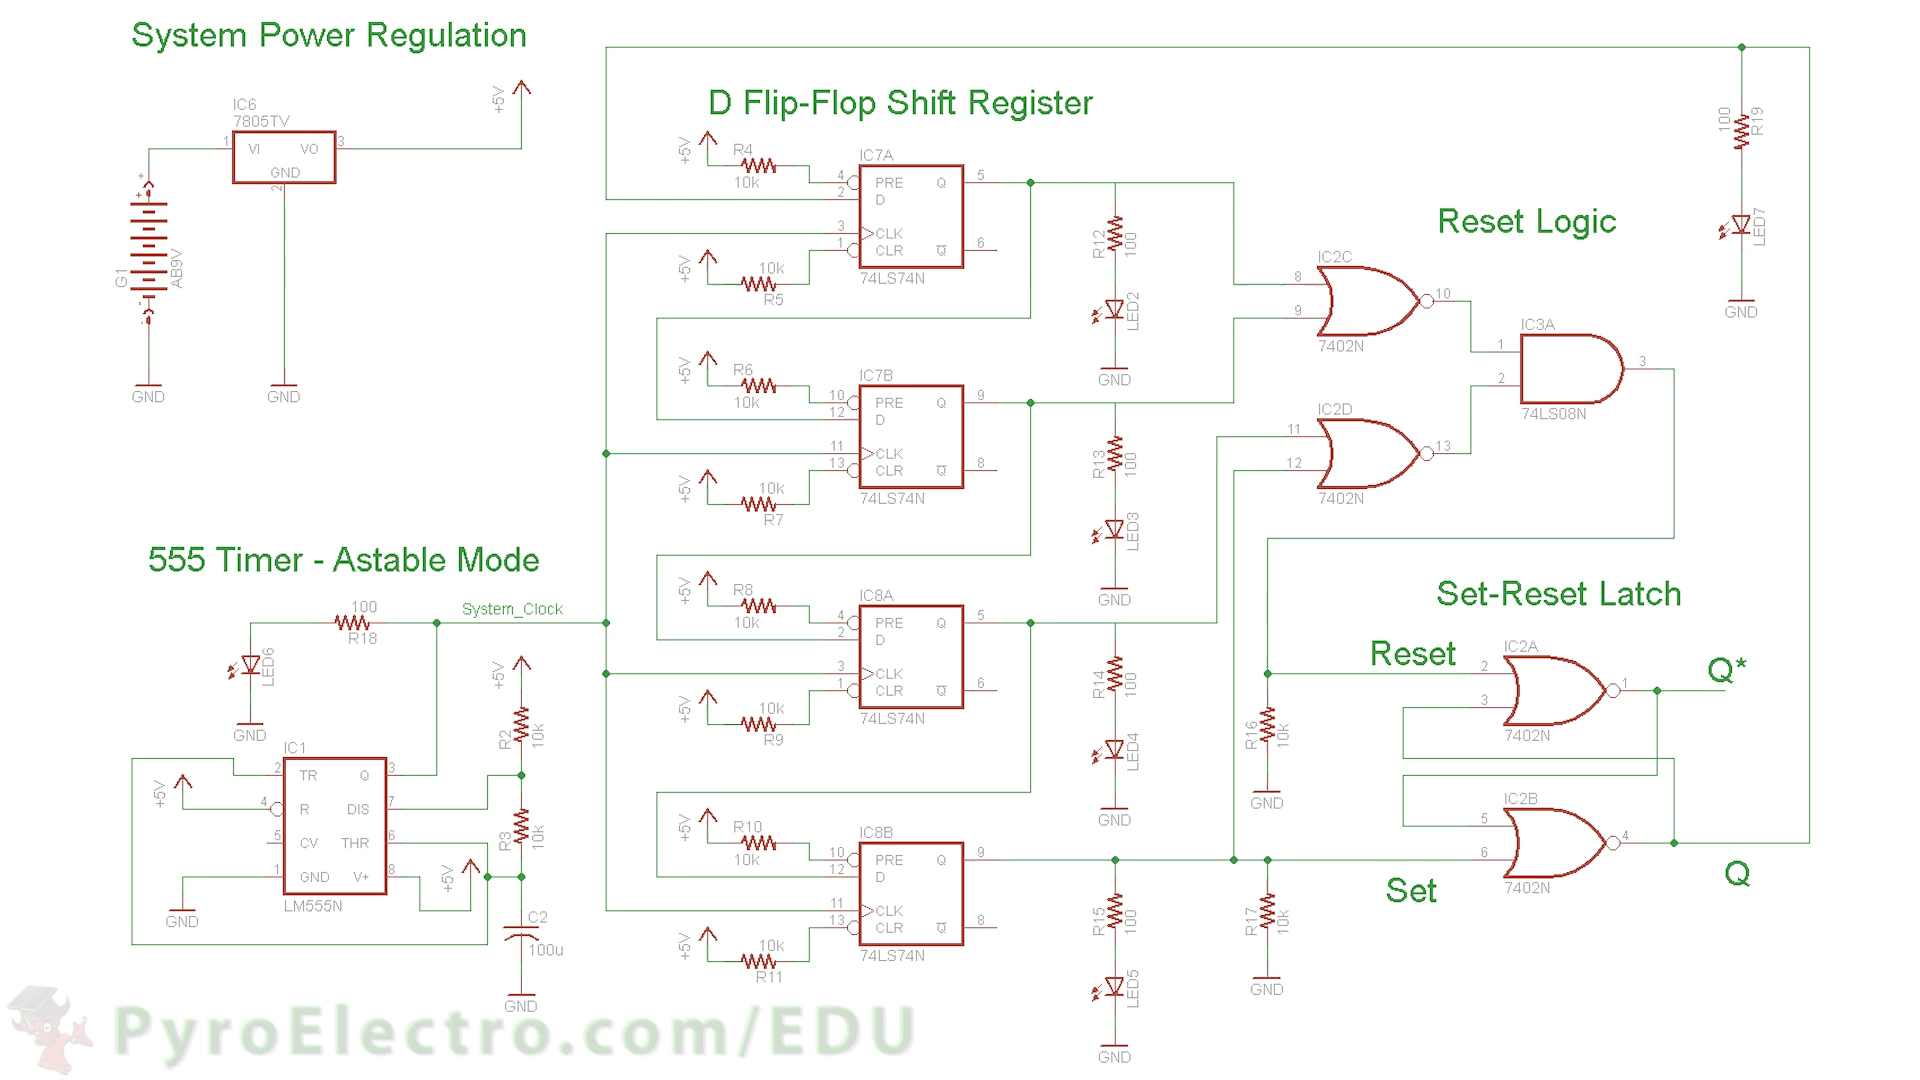 System Power Regulation
IC6
7805TV
1
VI
VO
3
GND
2
+5V
+
+
-
-
G1
AB9V
GND
GND
D Flip-Flop Shift Register
+5V
R4
10k
IC7A
4
PRE
Q
5
2
D
3
CLK
1
CLR
Q
6
74LS74N
+5V
10k
R5
R12
100
LED2
GND
+5V
R6
10k
IC7B
10
PRE
Q
9
12
D
11
CLK
13
CLR
Q
8
74LS74N
+5V
10k
R7
R13
100
LED3
GND
+5V
R8
10k
IC8A
4
PRE
Q
5
2
D
3
CLK
1
CLR
Q
6
74LS74N
+5V
10k
R9
R14
100
LED4
GND
+5V
R10
10k
IC8B
10
PRE
Q
9
12
D
11
CLK
13
CLR
Q
8
74LS74N
+5V
10k
R11
R15
100
LED5
GND
555 Timer - Astable Mode
100
R18
System_Clock
LED6
GND
+5V
R2
10k
R3
10k
IC1
2
TR
Q
3
+5V
4
R
DIS
7
5
CV
THR
6
1
GND
V+
8
LM555N
GND
+5V
C2
100u
GND
Reset Logic
IC2C
8
9
10
7402N
IC2D
11
12
13
7402N
IC3A
1
2
3
74LS08N
100
R19
LED7
GND
Set-Reset Latch
Reset
IC2A
2
3
1
7402N
Q*
R16
10k
GND
IC2B
5
6
4
7402N
Set
Q
R17
10k
GND
PyroElectro.com/EDU